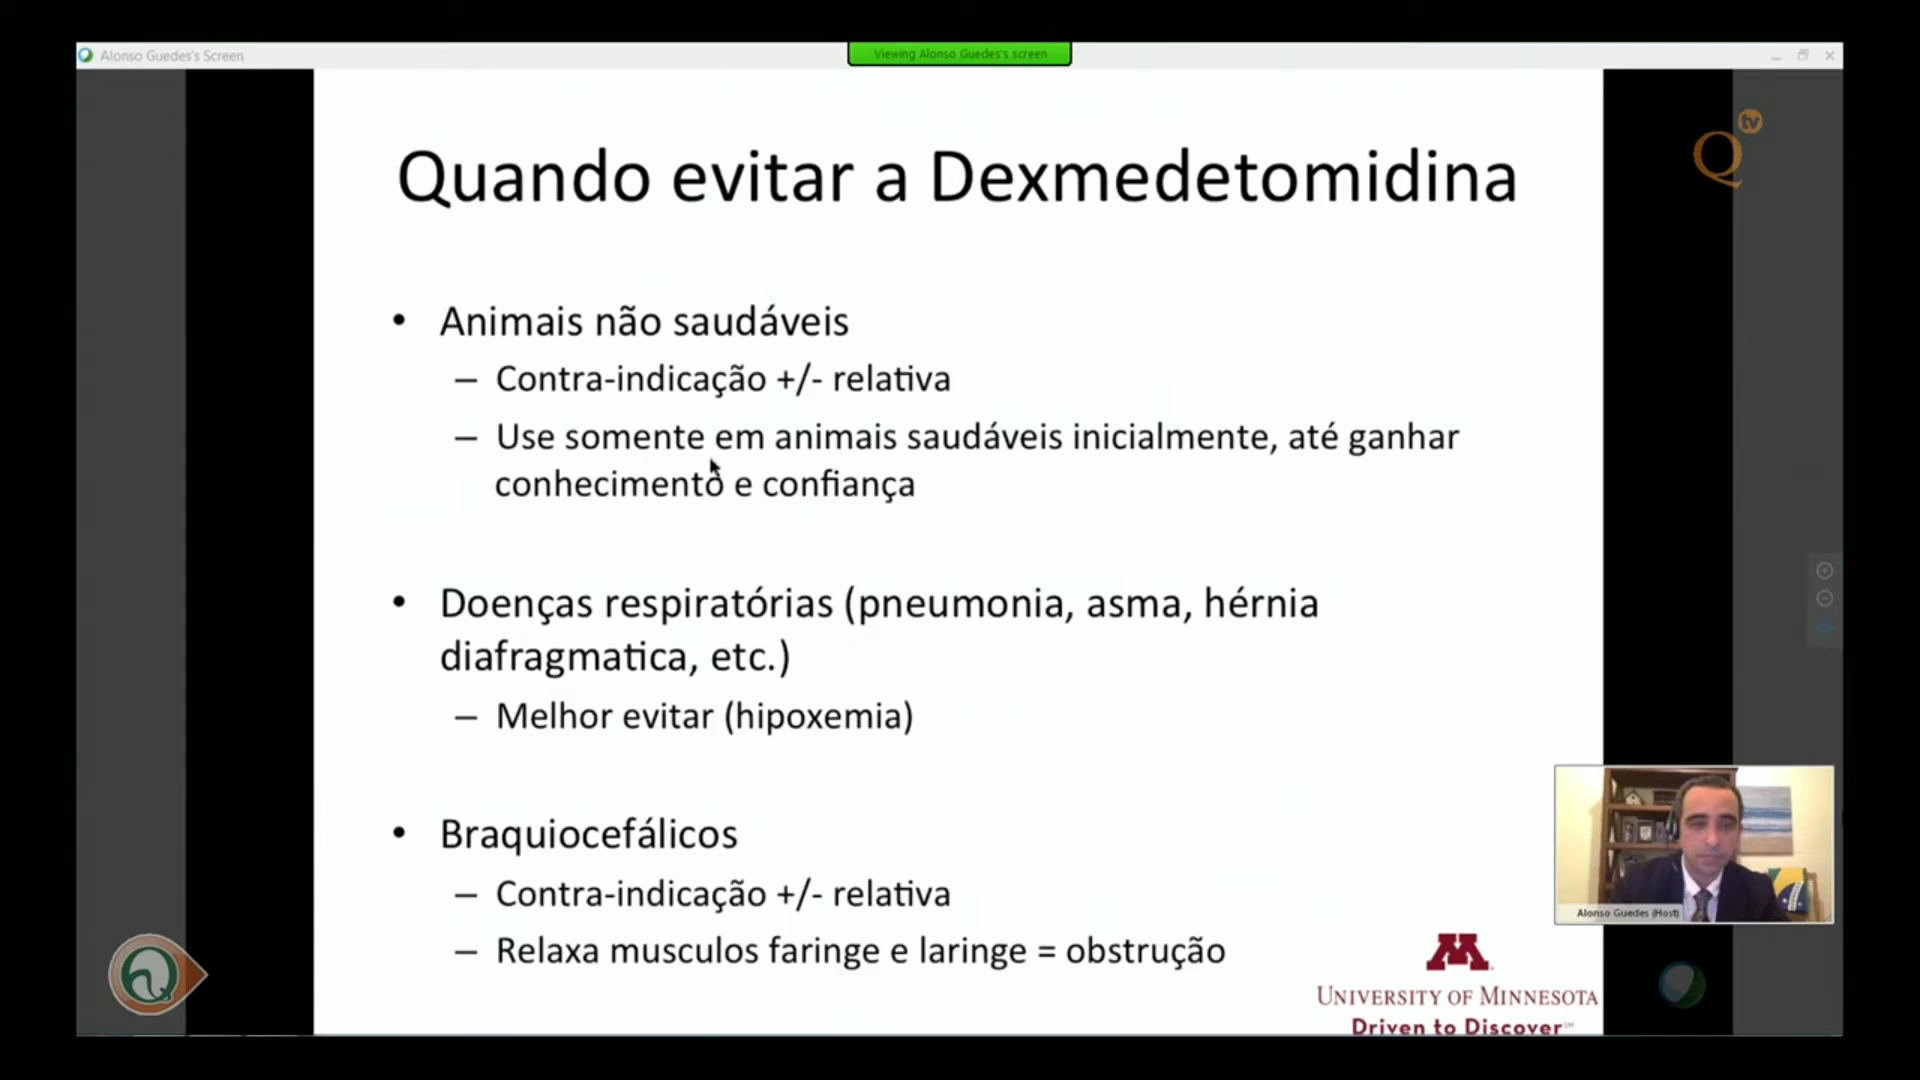 Alonso Guedes's Screen
Viewing Alonso Guedes's screen
tv
Q
Quando evitar a Dexmedetomidina
• Animais não saudáveis
– Contra-indicação +/- relativa
– Use somente em animais saudáveis inicialmente, até ganhar
conhecimento e confiança
• Doenças respiratórias (pneumonia, asma, hérnia
diafragmatica, etc.)
– Melhor evitar (hipoxemia)
• Braquiocefálicos
– Contra-indicação +/- relativa
– Relaxa musculos faringe e laringe = obstrução
Alonso Guedes (Host)
M
UNIVERSITY OF MINNESOTA
Driven to Discover℠